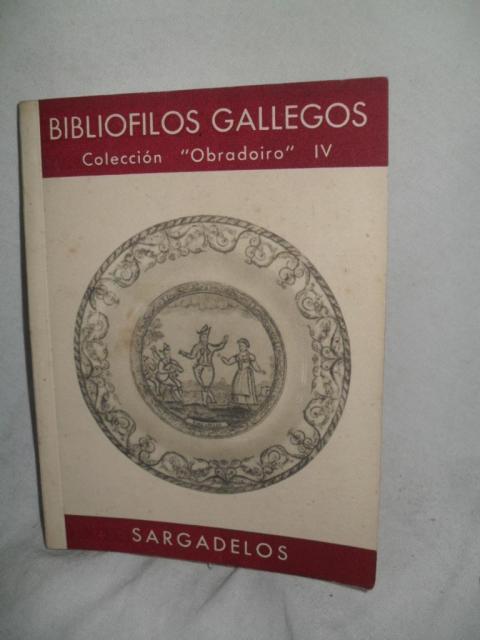 BIBLIOFILOS GALLEGOS
Colección "Obradoiro" IV
SARGADELOS